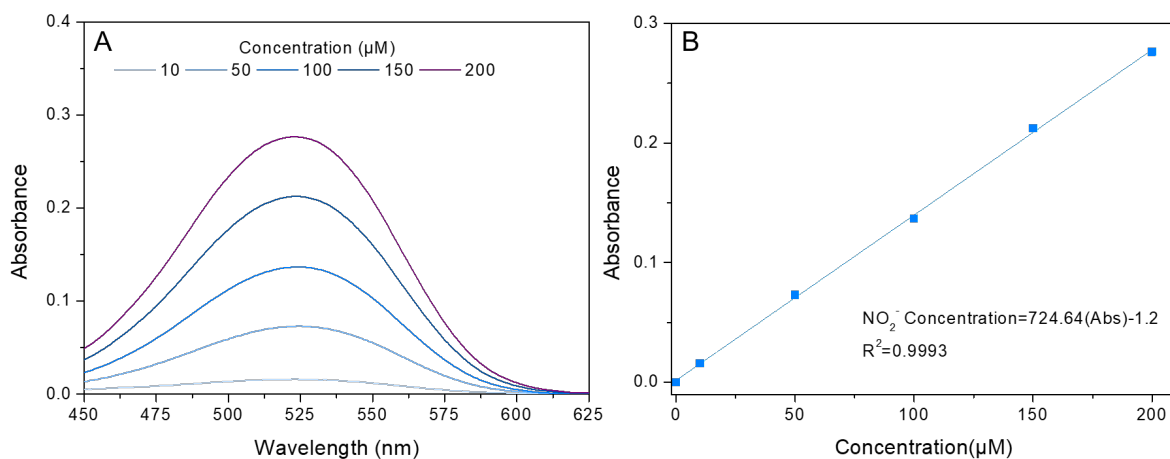 A
Concentration (µM)
10 50 100 150 200
0.4
0.3
0.2
0.1
0.0
Absorbance
450 475 500 525 550 575 600 625
Wavelength (nm)
B
0.3
0.2
0.1
0.0
Absorbance
NO₂⁻ Concentration=724.64(Abs)-1.2
R²=0.9993
0 50 100 150 200
Concentration(µM)